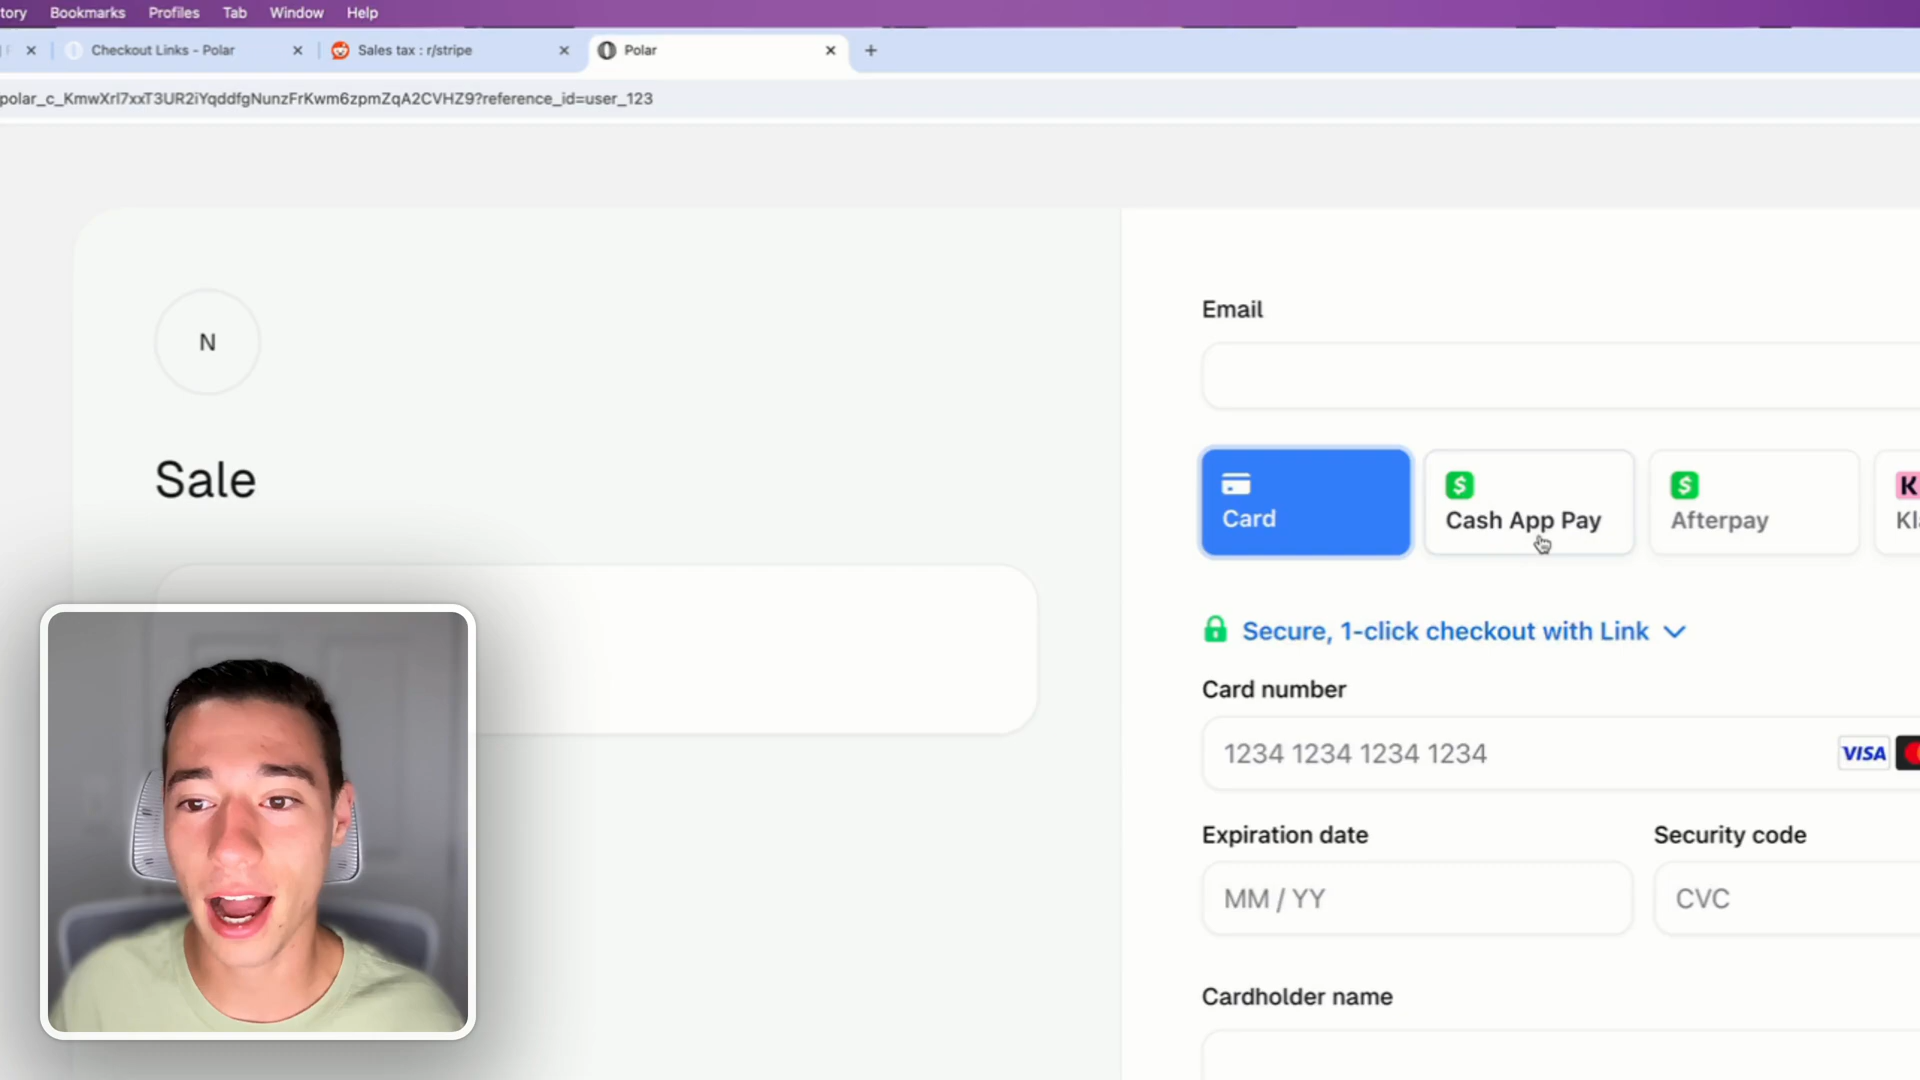 tory Bookmarks Profiles Tab Window Help
Checkout Links - Polar
Sales tax : r/stripe
Polar
polar_c_KmwXrI7xxT3UR2iYqddfgNunzFrKwm6zpmZqA2CVHZ9?reference_id=user_123
N
Sale
Email
Card
Cash App Pay
Afterpay
K
Kl
Secure, 1-click checkout with Link
Card number
1234 1234 1234 1234
VISA
Expiration date
Security code
MM / YY
CVC
Cardholder name